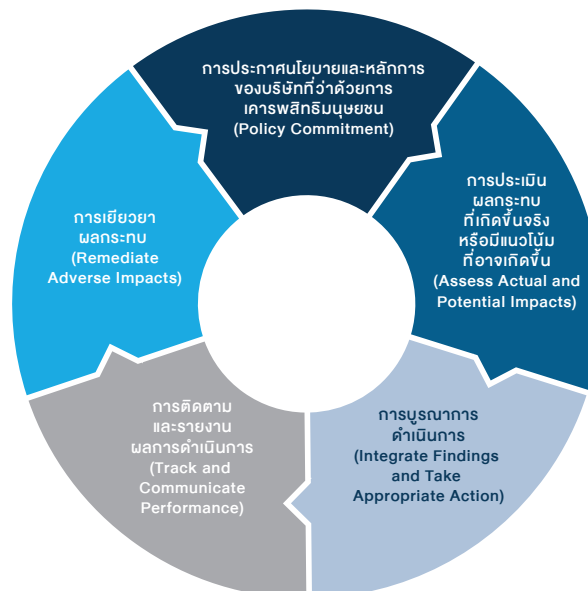 การประกาศนโยบายและหลักการ
ของบริษัทที่ว่าด้วยการ
เคารพสิทธิมนุษยชน
(Policy Commitment)
การประเมิน
ผลกระทบ
ที่เกิดขึ้นจริง
หรือมีแนวโน้ม
ที่อาจเกิดขึ้น
(Assess Actual and
Potential Impacts)
การบูรณาการ
ดำเนินการ
(Integrate Findings
and Take
Appropriate Action)
การติดตาม
และรายงาน
ผลการดำเนินการ
(Track and
Communicate
Performance)
การเยียวยา
ผลกระทบ
(Remediate
Adverse Impacts)